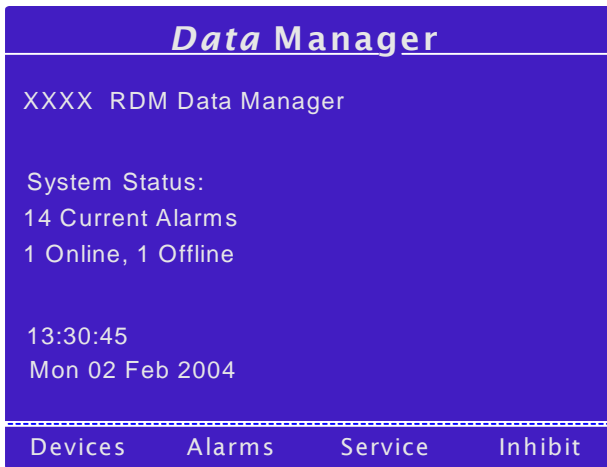 Data Manager
XXXX RDM Data Manager
System Status:
14 Current Alarms
1 Online, 1 Offline
13:30:45
Mon 02 Feb 2004
Devices Alarms Service Inhibit